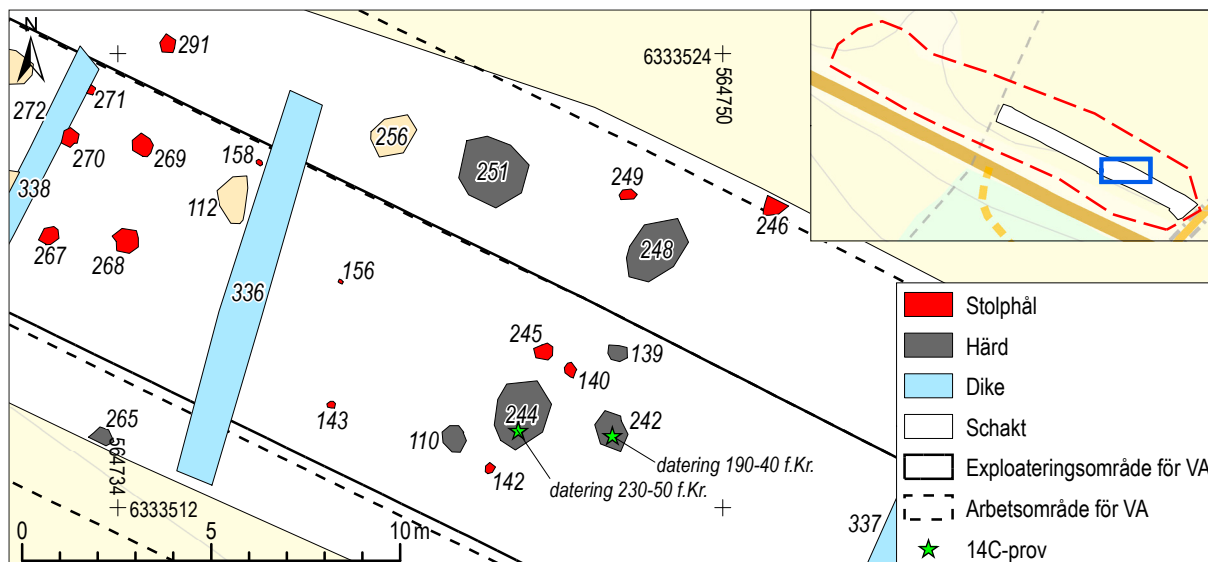 N
291
6333524
564750
272
271
270
269
158
256
251
249
246
338
112
267
268
248
336
156
245
139
140
143
244
242
265
110
142
datering 190-40 f.Kr.
datering 230-50 f.Kr.
564734
6333512
337
0 5 10 m
Stolphål
Härd
Dike
Schakt
Exploateringsområde för VA
Arbetsområde för VA
14C-prov